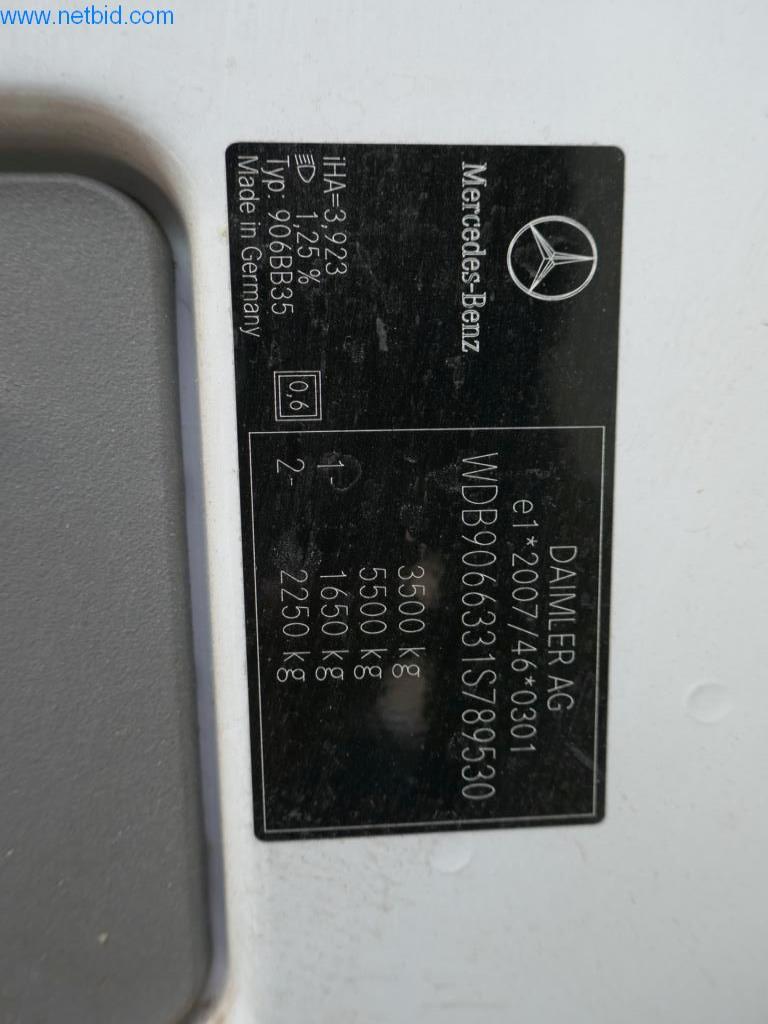 www.netbid.com
Mercedes-Benz
iHA=3,923
1,25 %
Typ: 906BB35
Made in Germany
0,6
DAIMLER AG
e1*2007/46*0301
WDB9066331S789530
3500 kg
5500 kg
1- 1650 kg
2- 2250 kg